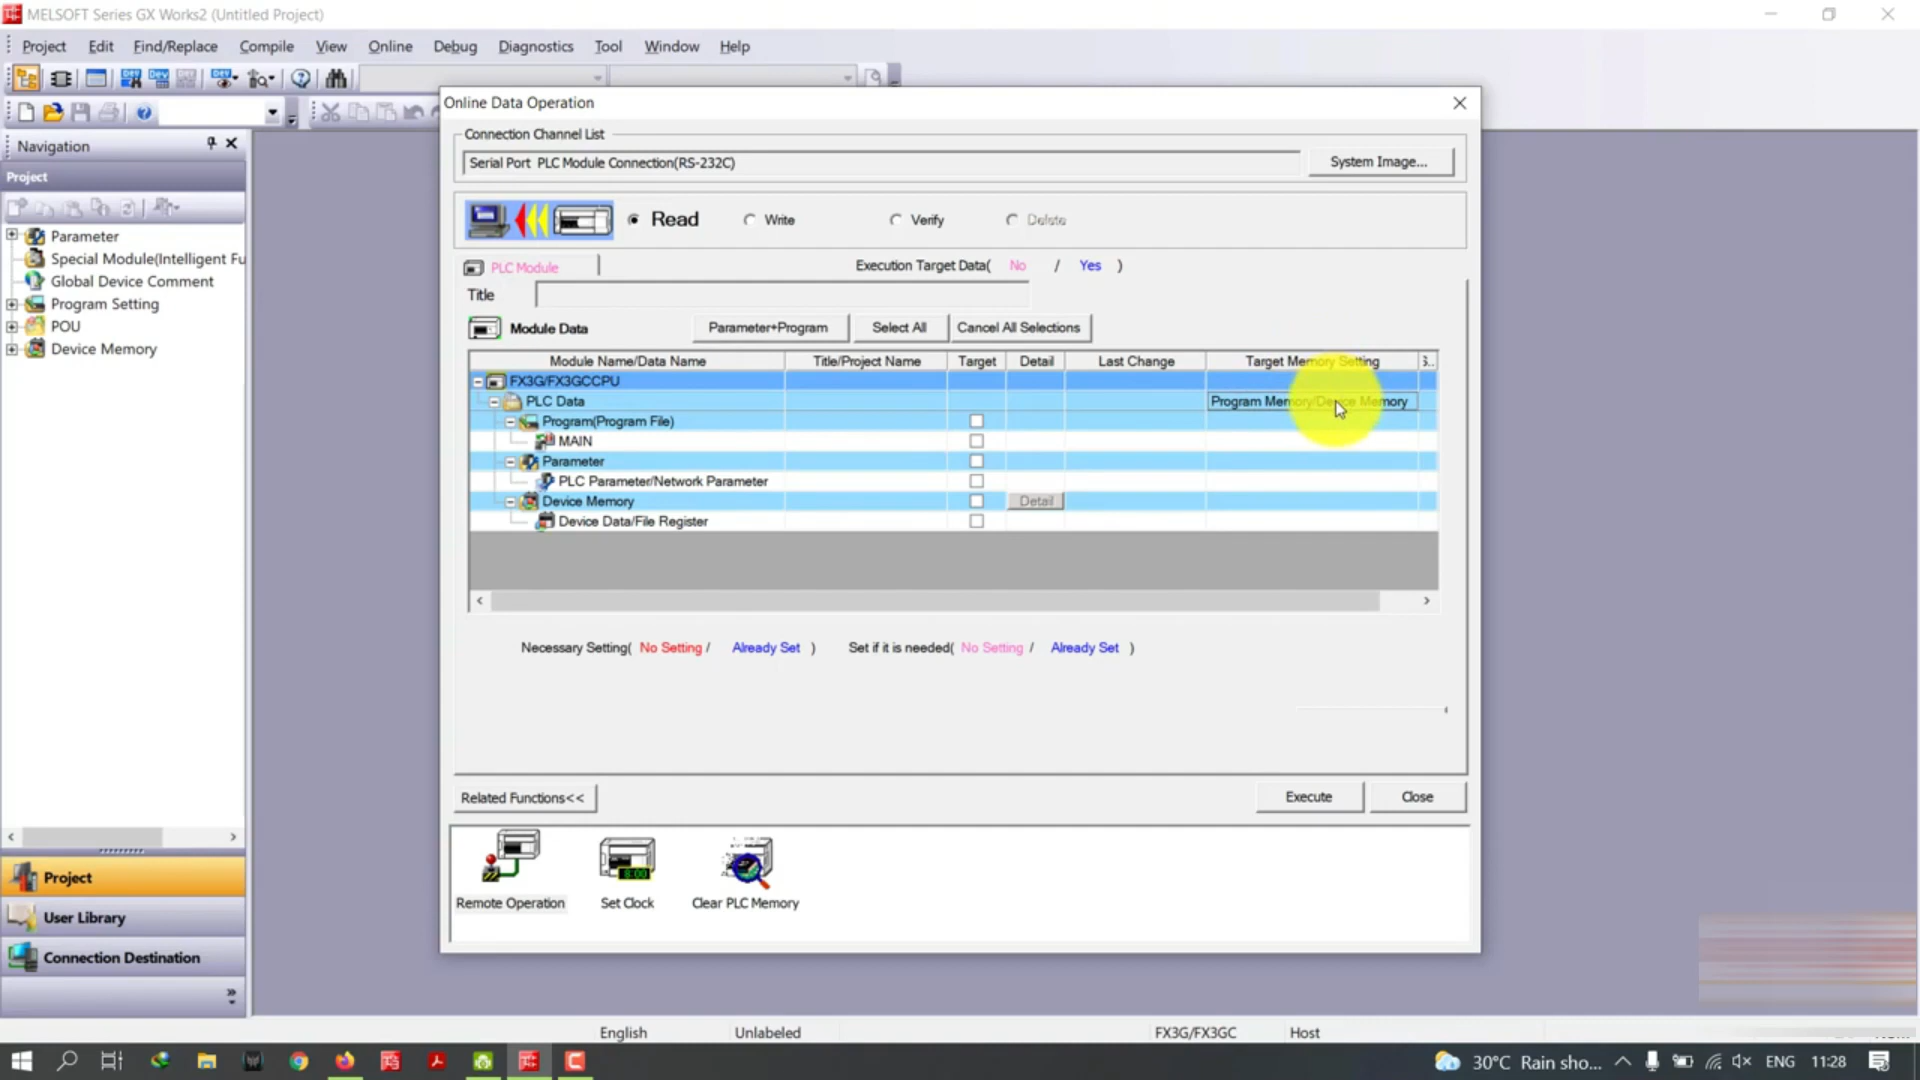 MELSOFT Series GX Works2 (Untitled Project)
Project Edit Find/Replace Compile View Online Debug Diagnostics Tool Window Help
Online Data Operation
Connection Channel List
Serial Port PLC Module Connection(RS-232C)
System Image...
Navigation
Project
Read
Write
Verify
Delete
Parameter
Special Module(Intelligent Fu
Global Device Comment
Program Setting
POU
Device Memory
PLC Module
Execution Target Data( No / Yes )
Title
Module Data
Parameter+Program
Select All
Cancel All Selections
Module Name/Data Name Title/Project Name Target Detail Last Change Target Memory Setting S..
FX3G/FX3GCCPU
PLC Data Program Memory/Device Memory
Program(Program File)
MAIN
Parameter
PLC Parameter/Network Parameter
Device Memory Detail
Device Data/File Register
Necessary Setting( No Setting / Already Set ) Set if it is needed( No Setting / Already Set )
Related Functions<<
Execute
Close
Remote Operation
Set Clock
Clear PLC Memory
Project
User Library
Connection Destination
English Unlabeled FX3G/FX3GC Host
30°C Rain sho... ENG 11:28